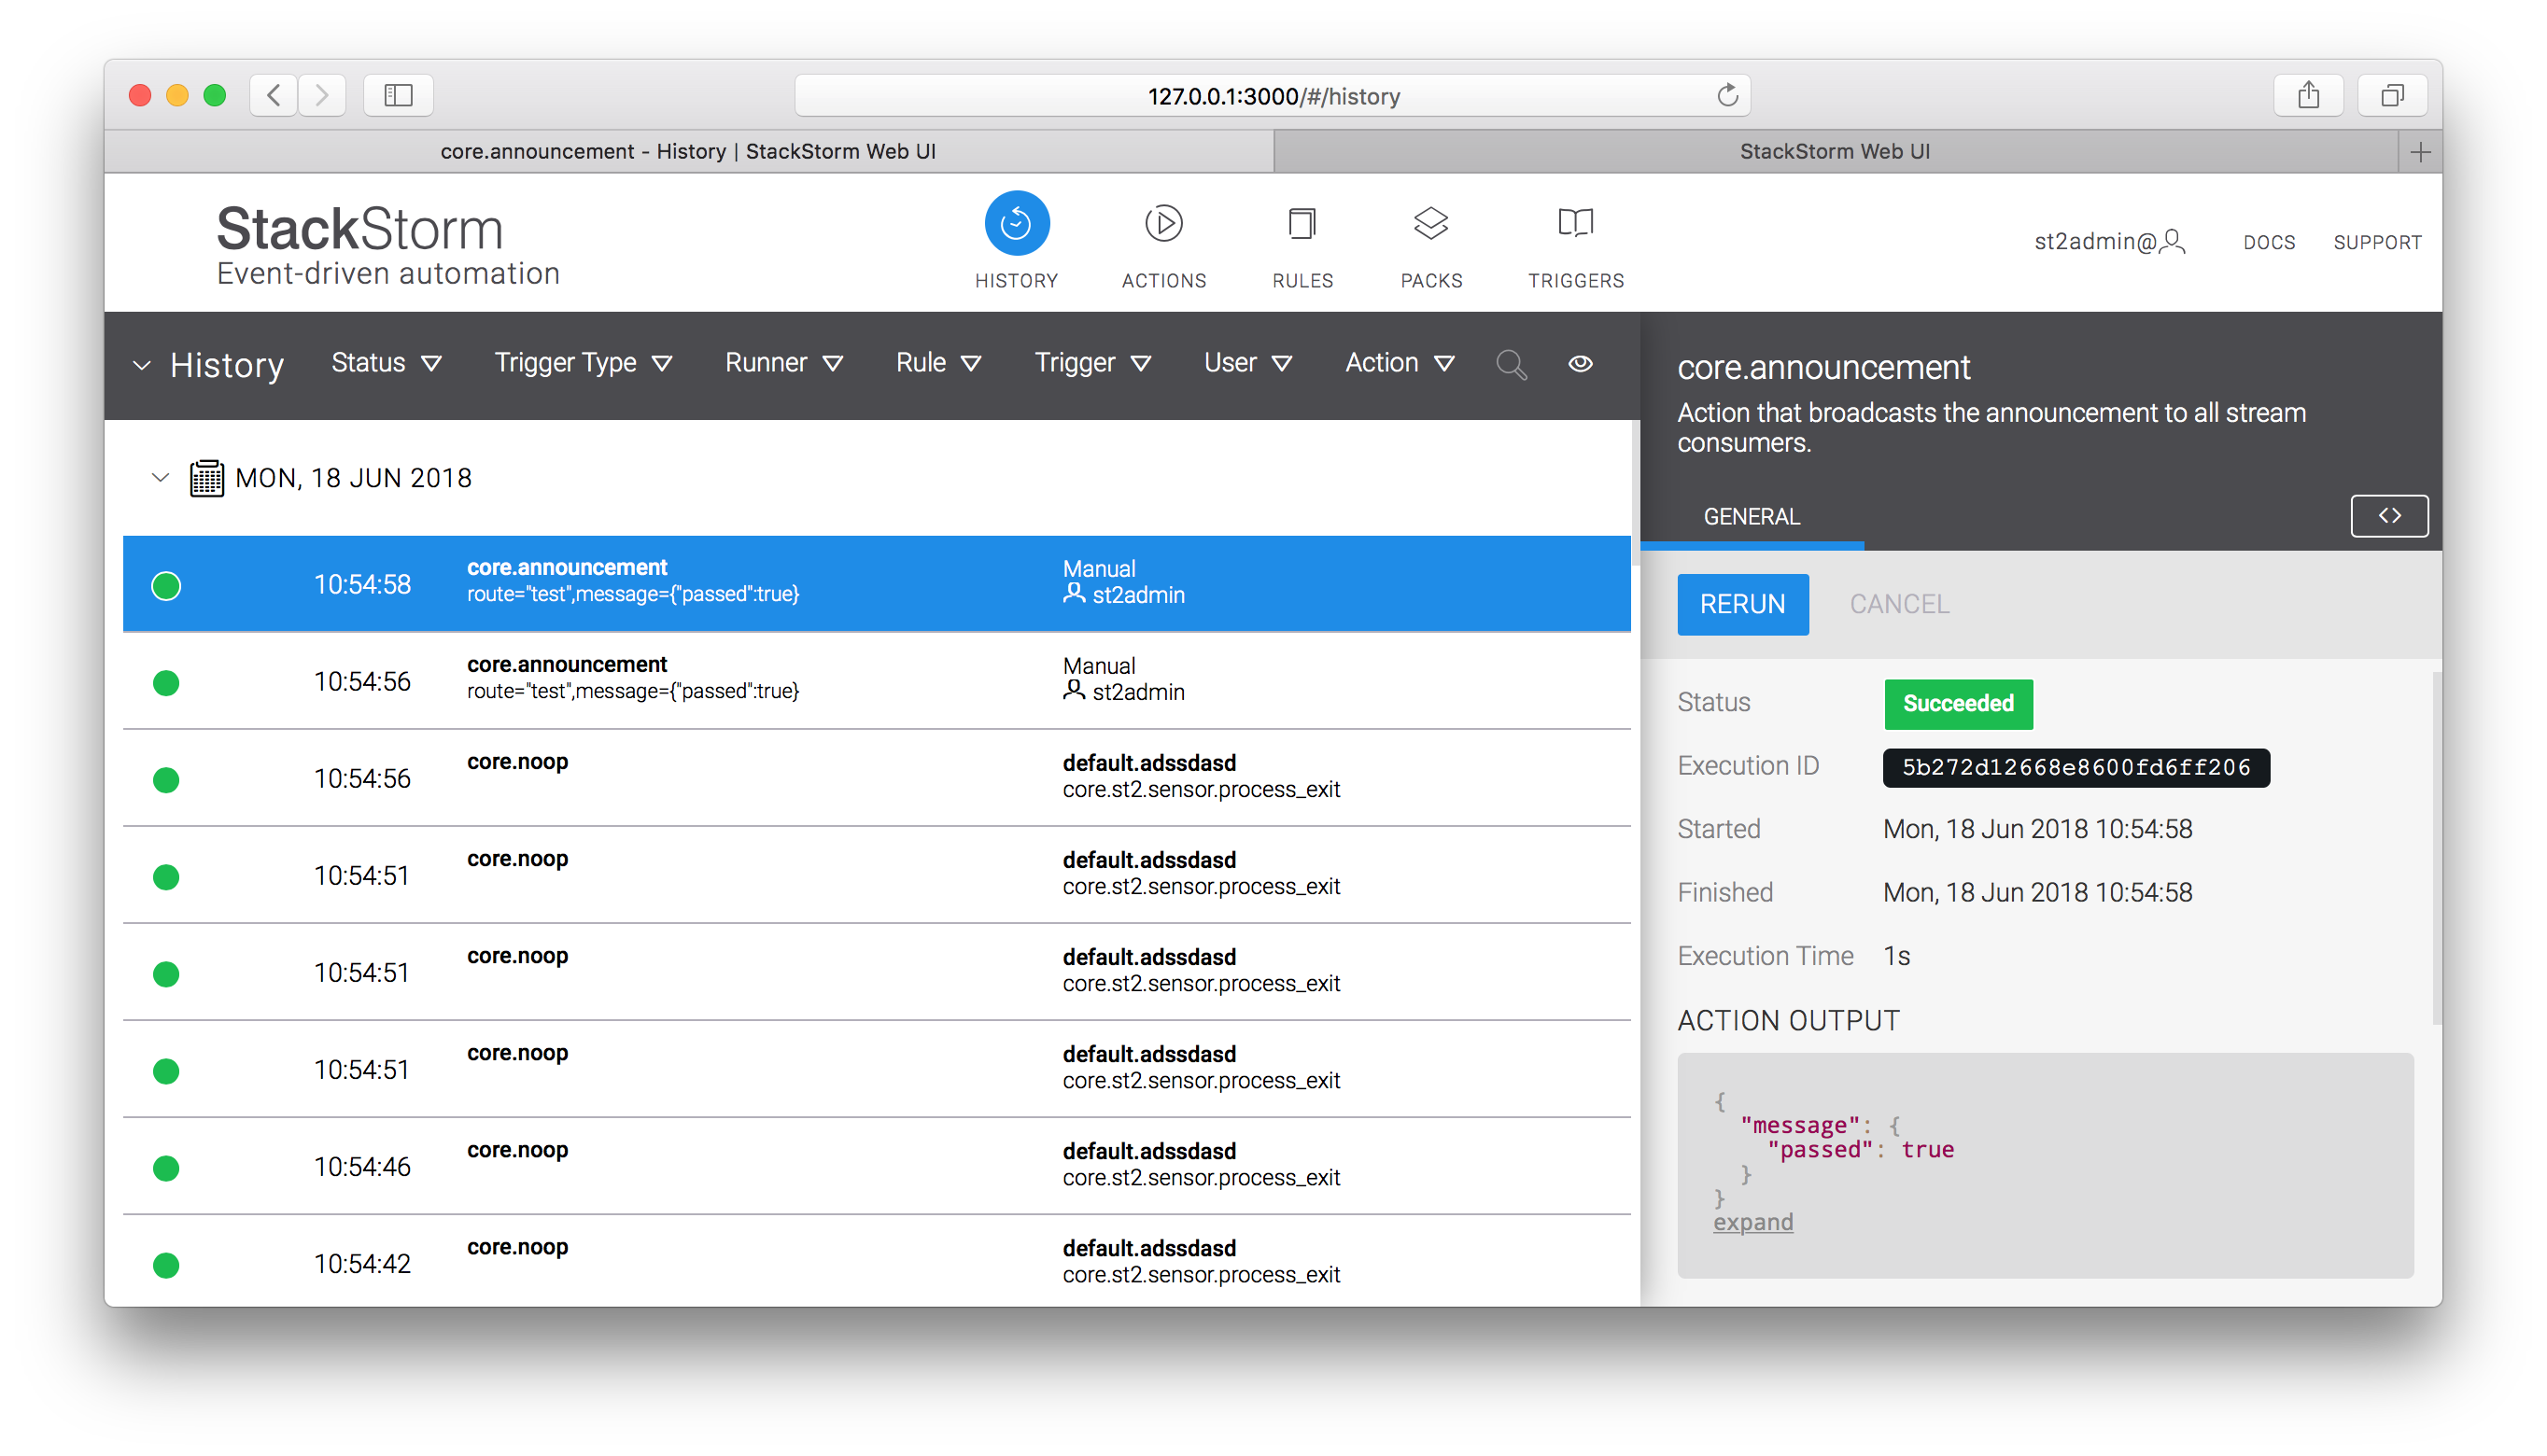 127.0.0.1:3000/#/history
core.announcement - History | StackStorm Web UI
StackStorm Web UI
StackStorm
Event-driven automation
HISTORY
ACTIONS
RULES
PACKS
TRIGGERS
st2admin@
DOCS
SUPPORT
History
Status
Trigger Type
Runner
Rule
Trigger
User
Action
MON, 18 JUN 2018
10:54:58
core.announcement
route="test",message={"passed":true}
Manual
st2admin
10:54:56
core.announcement
route="test",message={"passed":true}
Manual
st2admin
10:54:56
core.noop
default.adssdasd
core.st2.sensor.process_exit
10:54:51
core.noop
default.adssdasd
core.st2.sensor.process_exit
10:54:51
core.noop
default.adssdasd
core.st2.sensor.process_exit
10:54:51
core.noop
default.adssdasd
core.st2.sensor.process_exit
10:54:46
core.noop
default.adssdasd
core.st2.sensor.process_exit
10:54:42
core.noop
default.adssdasd
core.st2.sensor.process_exit
core.announcement
Action that broadcasts the announcement to all stream
consumers.
GENERAL
<>
RERUN
CANCEL
Status Succeeded
Execution ID 5b272d12668e8600fd6ff206
Started Mon, 18 Jun 2018 10:54:58
Finished Mon, 18 Jun 2018 10:54:58
Execution Time 1s
ACTION OUTPUT
{
"message": {
"passed": true
}
}
expand